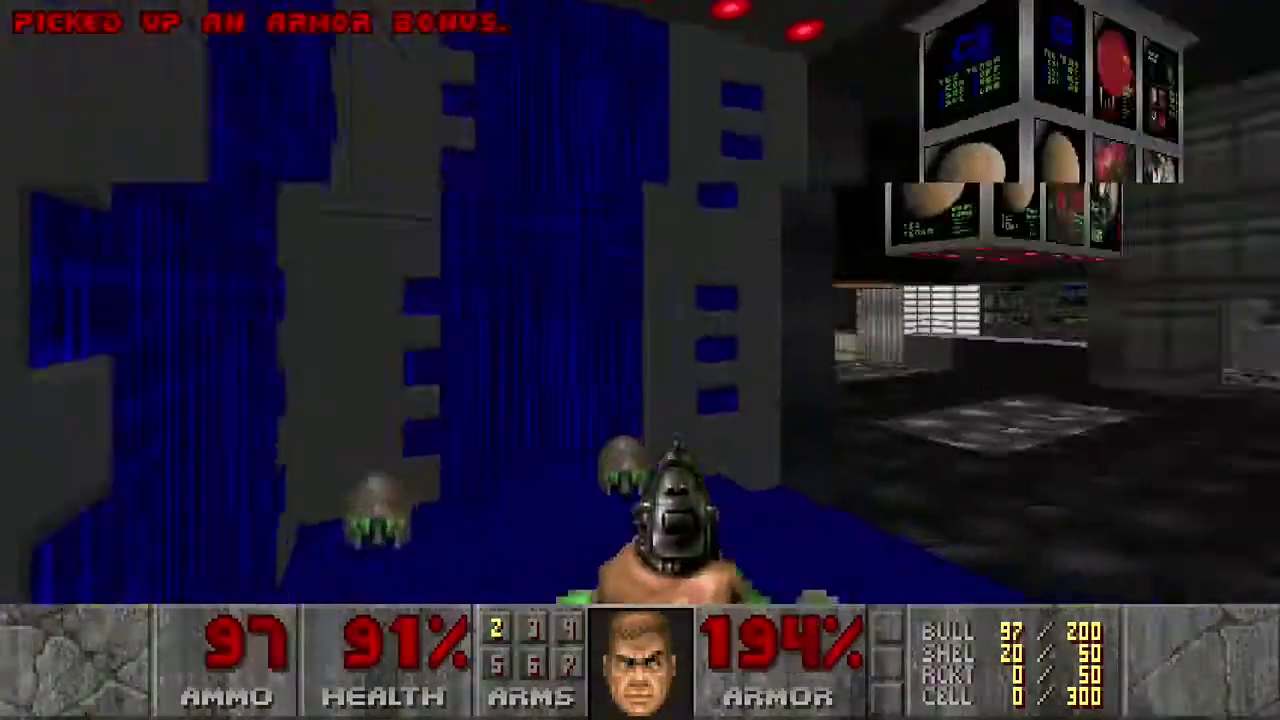 PICKED UP AN ARMOR BONUS.
97 91% 2 3 4 194% BULL 97 / 200
5 6 7 SHEL 20 / 50
RCKT 0 / 50
AMMO HEALTH ARMS ARMOR CELL 0 / 300